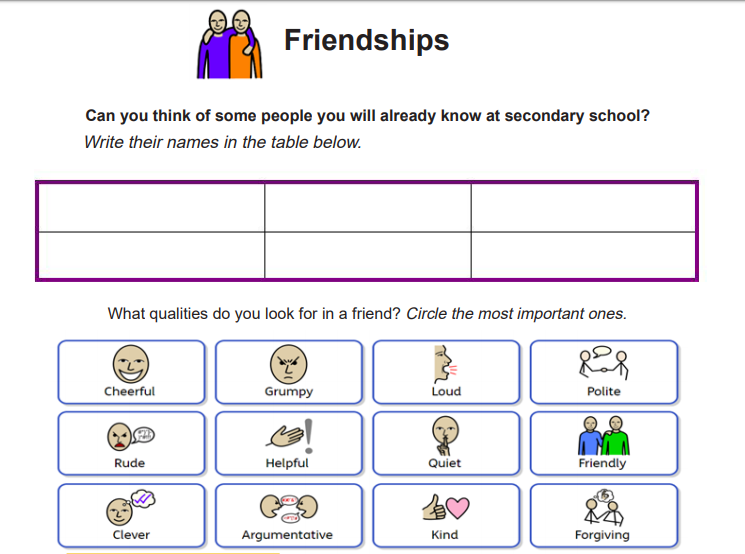 Friendships
Can you think of some people you will already know at secondary school?
Write their names in the table below.
What qualities do you look for in a friend? Circle the most important ones.
Cheerful Grumpy Loud Polite
Rude Helpful Quiet Friendly
Clever Argumentative Kind Forgiving